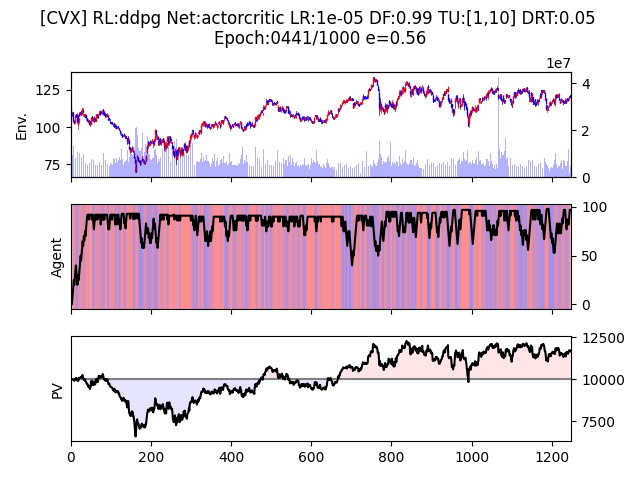 [CVX] RL:ddpg Net:actorcritic LR:1e-05 DF:0.99 TU:[1,10] DRT:0.05
Epoch:0441/1000 e=0.56
1e7
125
100
75
Env.
4
2
0
Agent
100
50
0
PV
12500
10000
7500
0 200 400 600 800 1000 1200